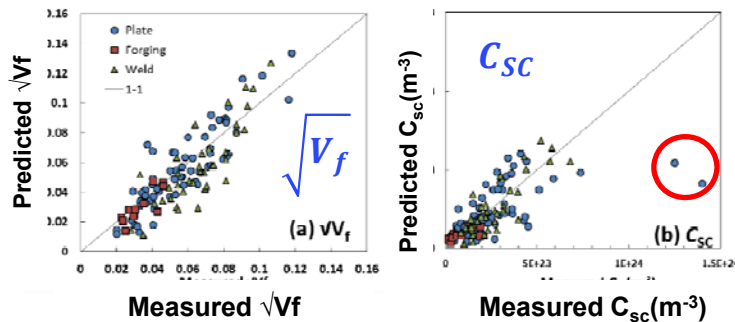 0.16
0.14
0.12
0.1
0.08
0.06
0.04
0.02
0
Plate
Forging
Weld
1-1
√Vf
(a) √Vf
0 0.02 0.04 0.06 0.08 0.1 0.12 0.14 0.16
Predicted √Vf
Measured √Vf
CSC
(b) CSC
0 5E+23 1E+24
Predicted Csc(m-3)
Measured Csc(m-3)